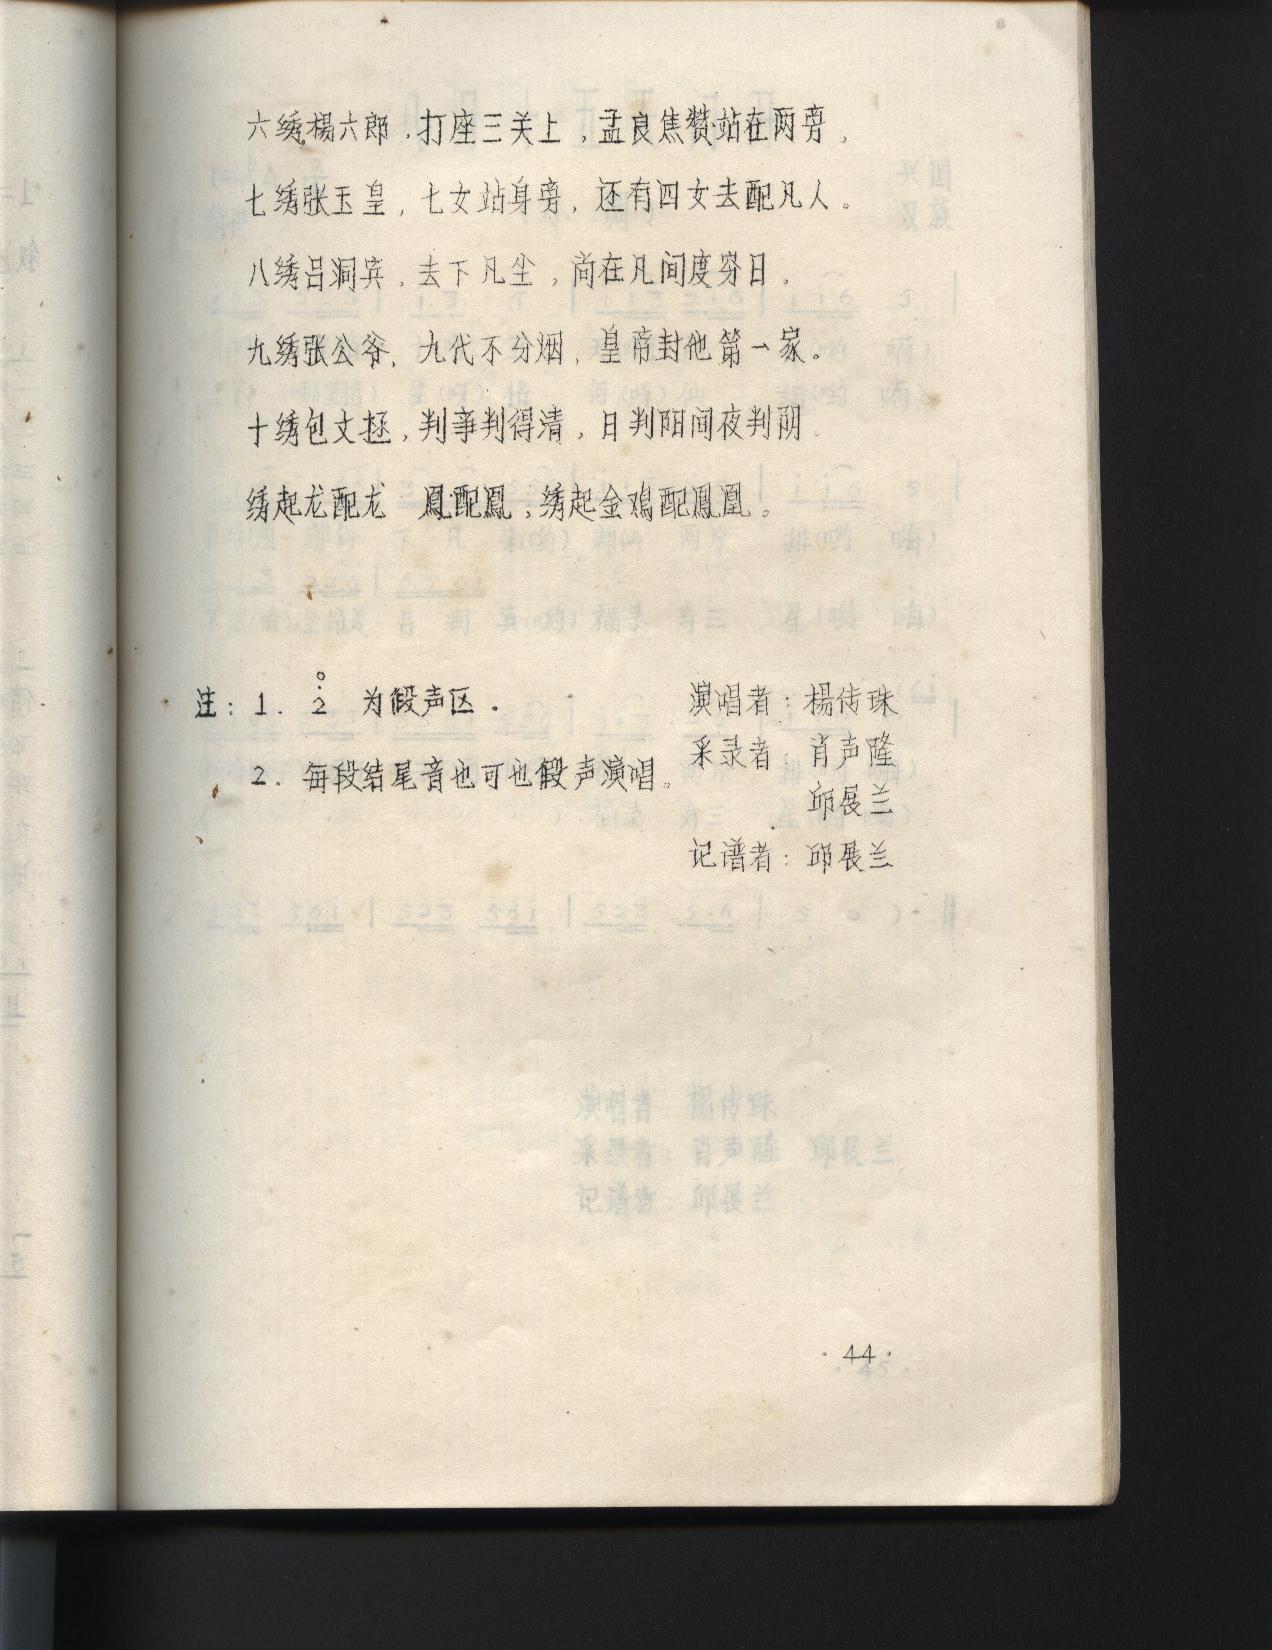 六绣楊六郎，打座三关上，孟良焦赞站在两旁。
七绣张玉皇，七女站身旁，还有四女去配凡人。
八绣吕洞宾，去下凡尘，尚在凡间度穷日。
九绣张公爷，九代不分烟，皇帝封他第一家。
十绣包文拯，判事判得清，日判阳间夜判阴
绣起龙配龙 鳳配鳳，绣起金鸡配鳳凰。
注：1. 2 为假声区.
2. 每段结尾音也可也假声演唱。
演唱者：楊传珠
采录者：肖声隆
邱展兰
记谱者：邱展兰
·44·